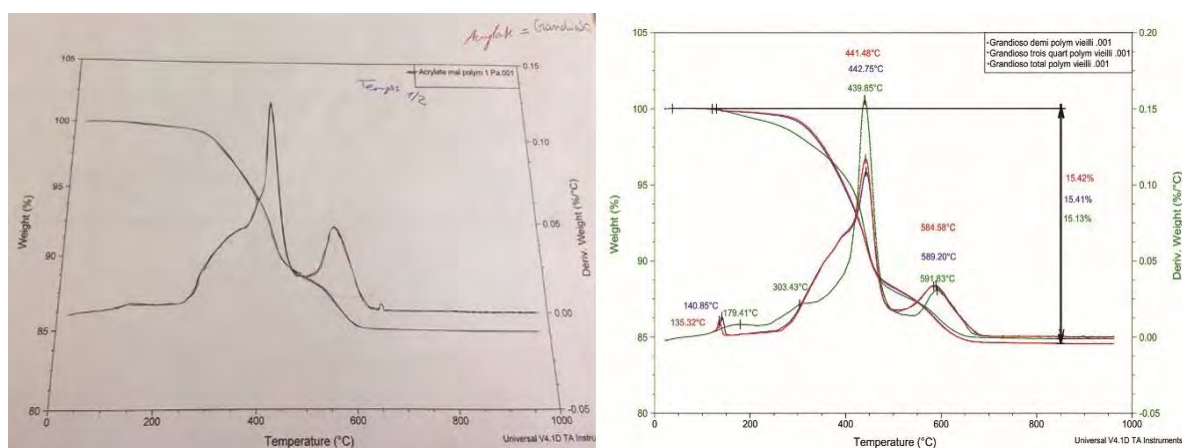 Acrylate = Grandioso
Acrylate mal polym 1 Pa.001
Temps 1/2
105
100
95
90
85
80
Weight (%)
0.15
0.10
0.05
0.00
-0.05
Deriv. Weight (%/°C)
0
200
400
600
800
1000
Temperature (°C)
Universal V4.1D TA Instru
Grandioso demi polym vieilli .001
Grandioso trois quart polym vieilli .001
Grandioso total polym vieilli .001
441.48°C
442.75°C
439.85°C
15.42%
15.41%
15.13%
584.58°C
589.20°C
591.83°C
303.43°C
140.85°C
179.41°C
135.32°C
105
100
95
90
85
80
Weight (%)
0.20
0.15
0.10
0.05
0.00
-0.05
Deriv. Weight (%/°C)
0
200
400
600
800
1000
Temperature (°C)
Universal V4.1D TA Instruments